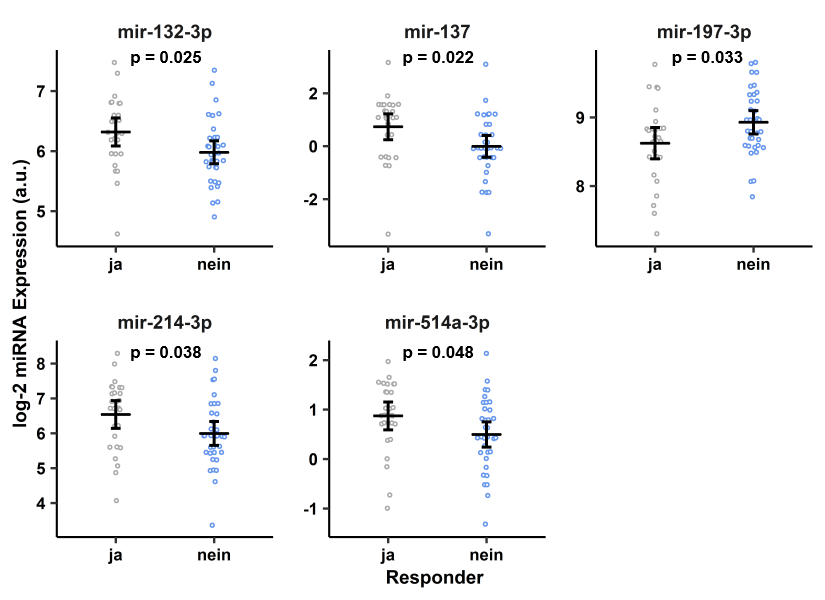 mir-132-3p
p = 0.025
7
6
5
ja nein
mir-137
p = 0.022
2
0
-2
ja nein
mir-197-3p
p = 0.033
9
8
ja nein
log-2 miRNA Expression (a.u.)
mir-214-3p
p = 0.038
8
7
6
5
4
ja nein
mir-514a-3p
p = 0.048
2
1
0
-1
ja nein
Responder